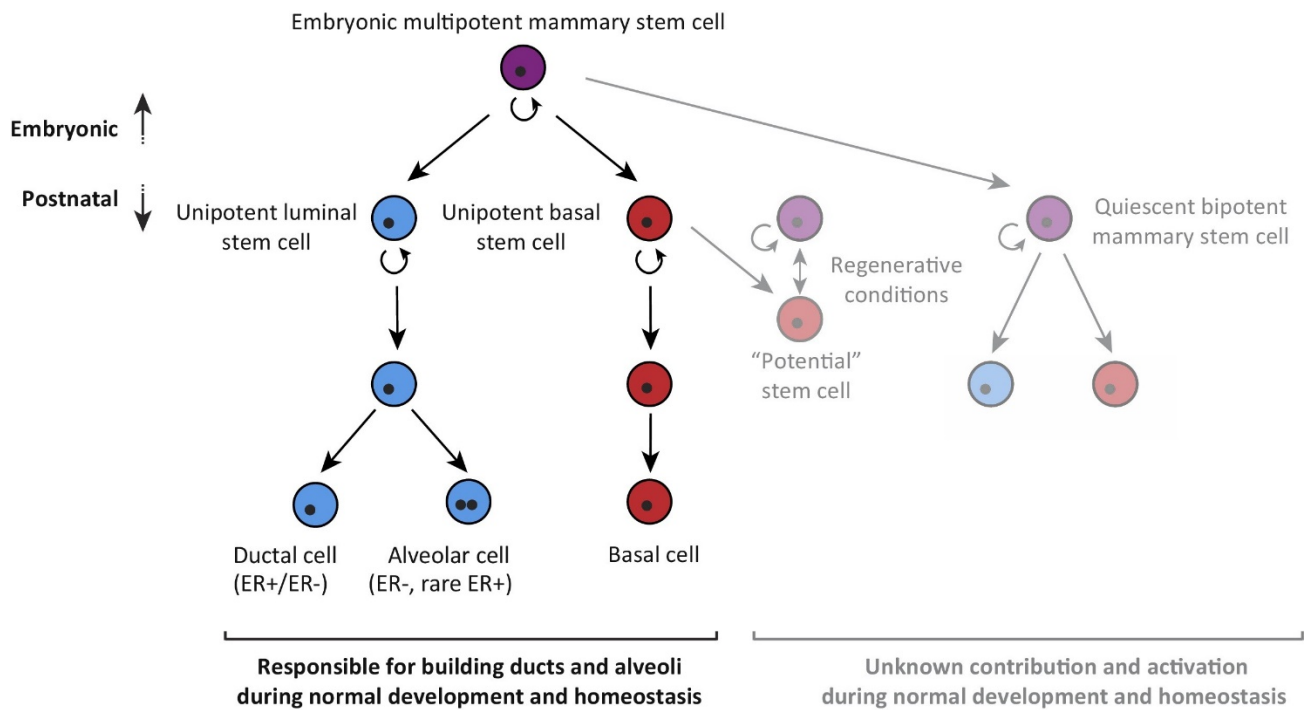 Embryonic multipotent mammary stem cell
Embryonic
Postnatal
Unipotent luminal
stem cell
Unipotent basal
stem cell
Regenerative
conditions
"Potential"
stem cell
Quiescent bipotent
mammary stem cell
Ductal cell
(ER+/ER-)
Alveolar cell
(ER-, rare ER+)
Basal cell
Responsible for building ducts and alveoli
during normal development and homeostasis
Unknown contribution and activation
during normal development and homeostasis